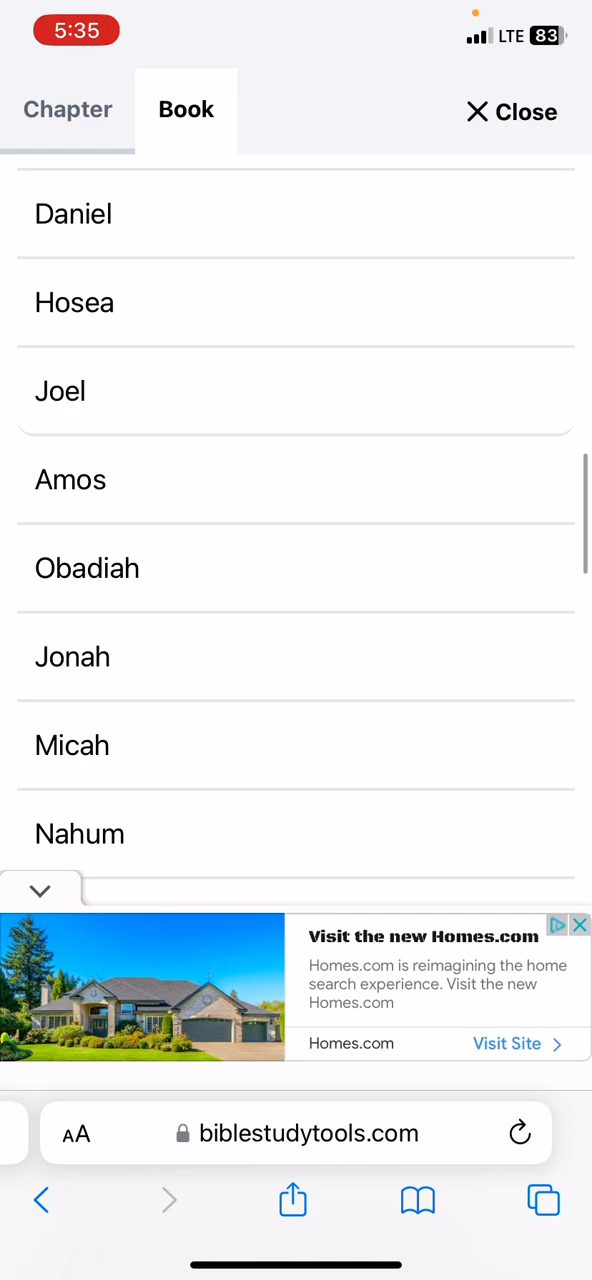 5:35
LTE 83
Chapter
Book
Close
Daniel
Hosea
Joel
Amos
Obadiah
Jonah
Micah
Nahum
Visit the new Homes.com
Homes.com is reimagining the home
search experience. Visit the new
Homes.com
Homes.com
Visit Site
AA
biblestudytools.com